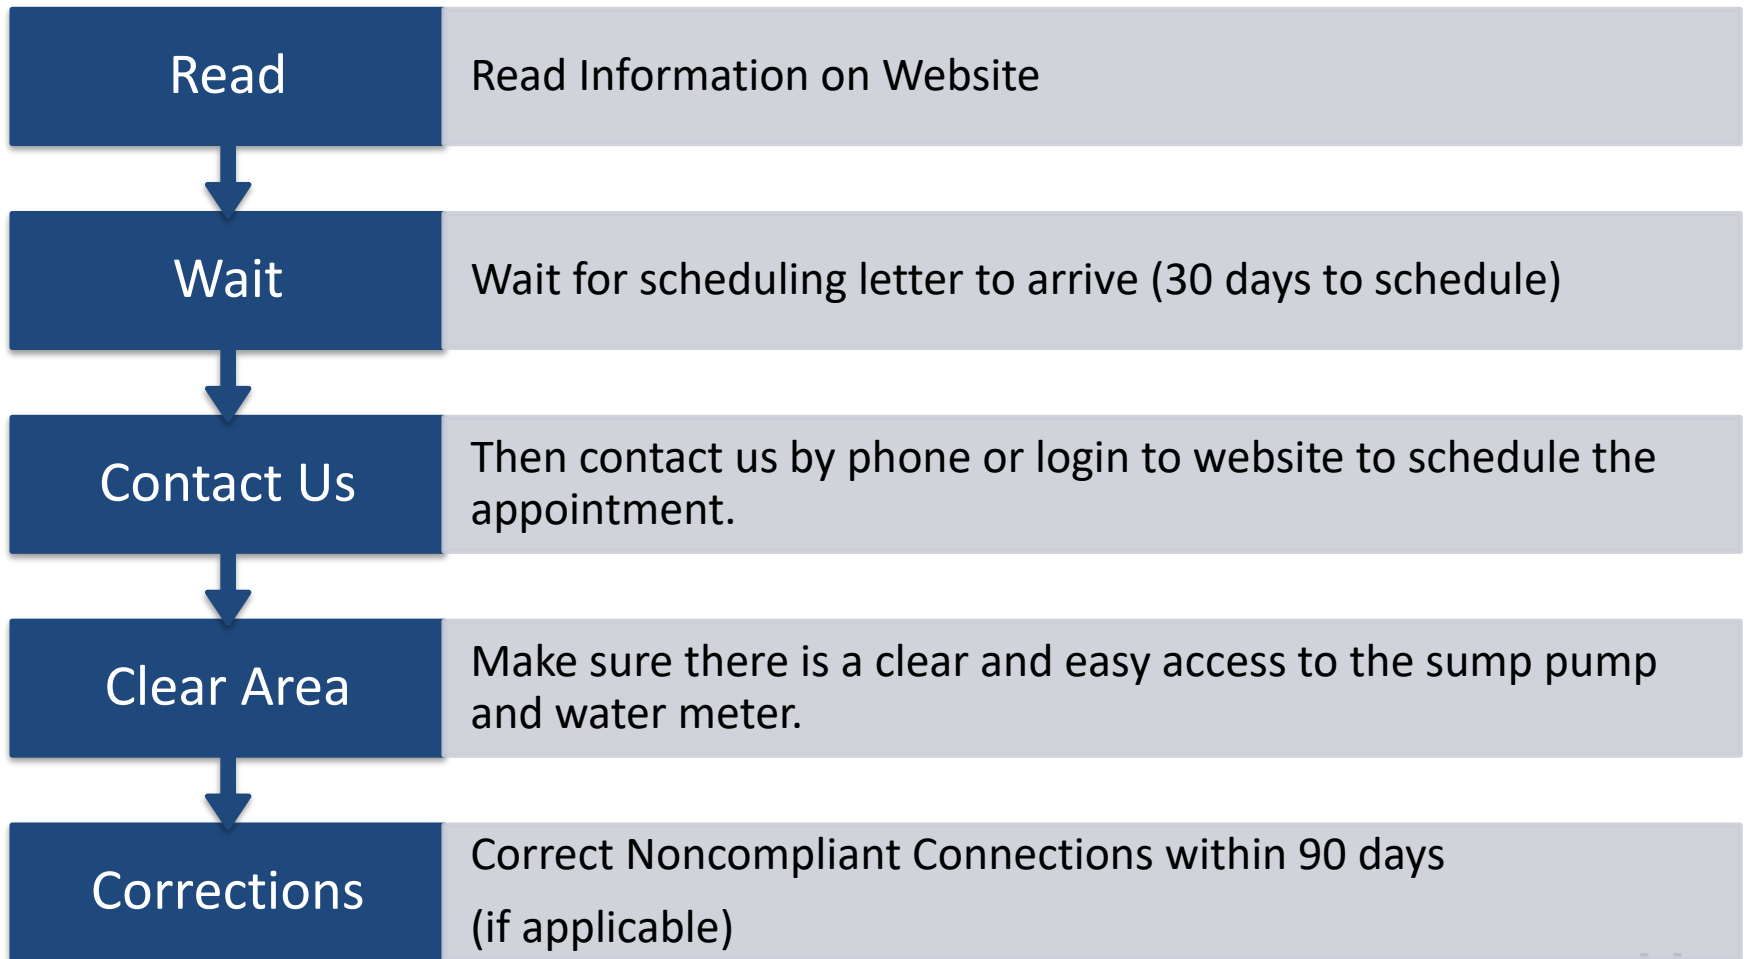 Read
Read Information on Website
Wait
Wait for scheduling letter to arrive (30 days to schedule)
Contact Us
Then contact us by phone or login to website to schedule the
appointment.
Clear Area
Make sure there is a clear and easy access to the sump pump
and water meter.
Corrections
Correct Noncompliant Connections within 90 days
(if applicable)